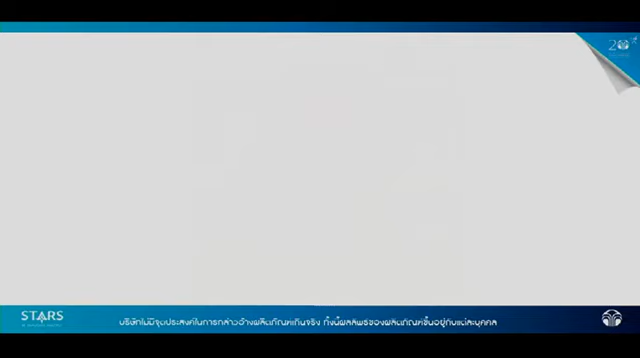 20
STARS
บริษัทไม่มีจุดประสงค์ในการกล่าวอ้างผลิตภัณฑ์เกินจริง ทั้งนี้ผลลัพธ์ของผลิตภัณฑ์ขึ้นอยู่กับแต่ละบุคคล